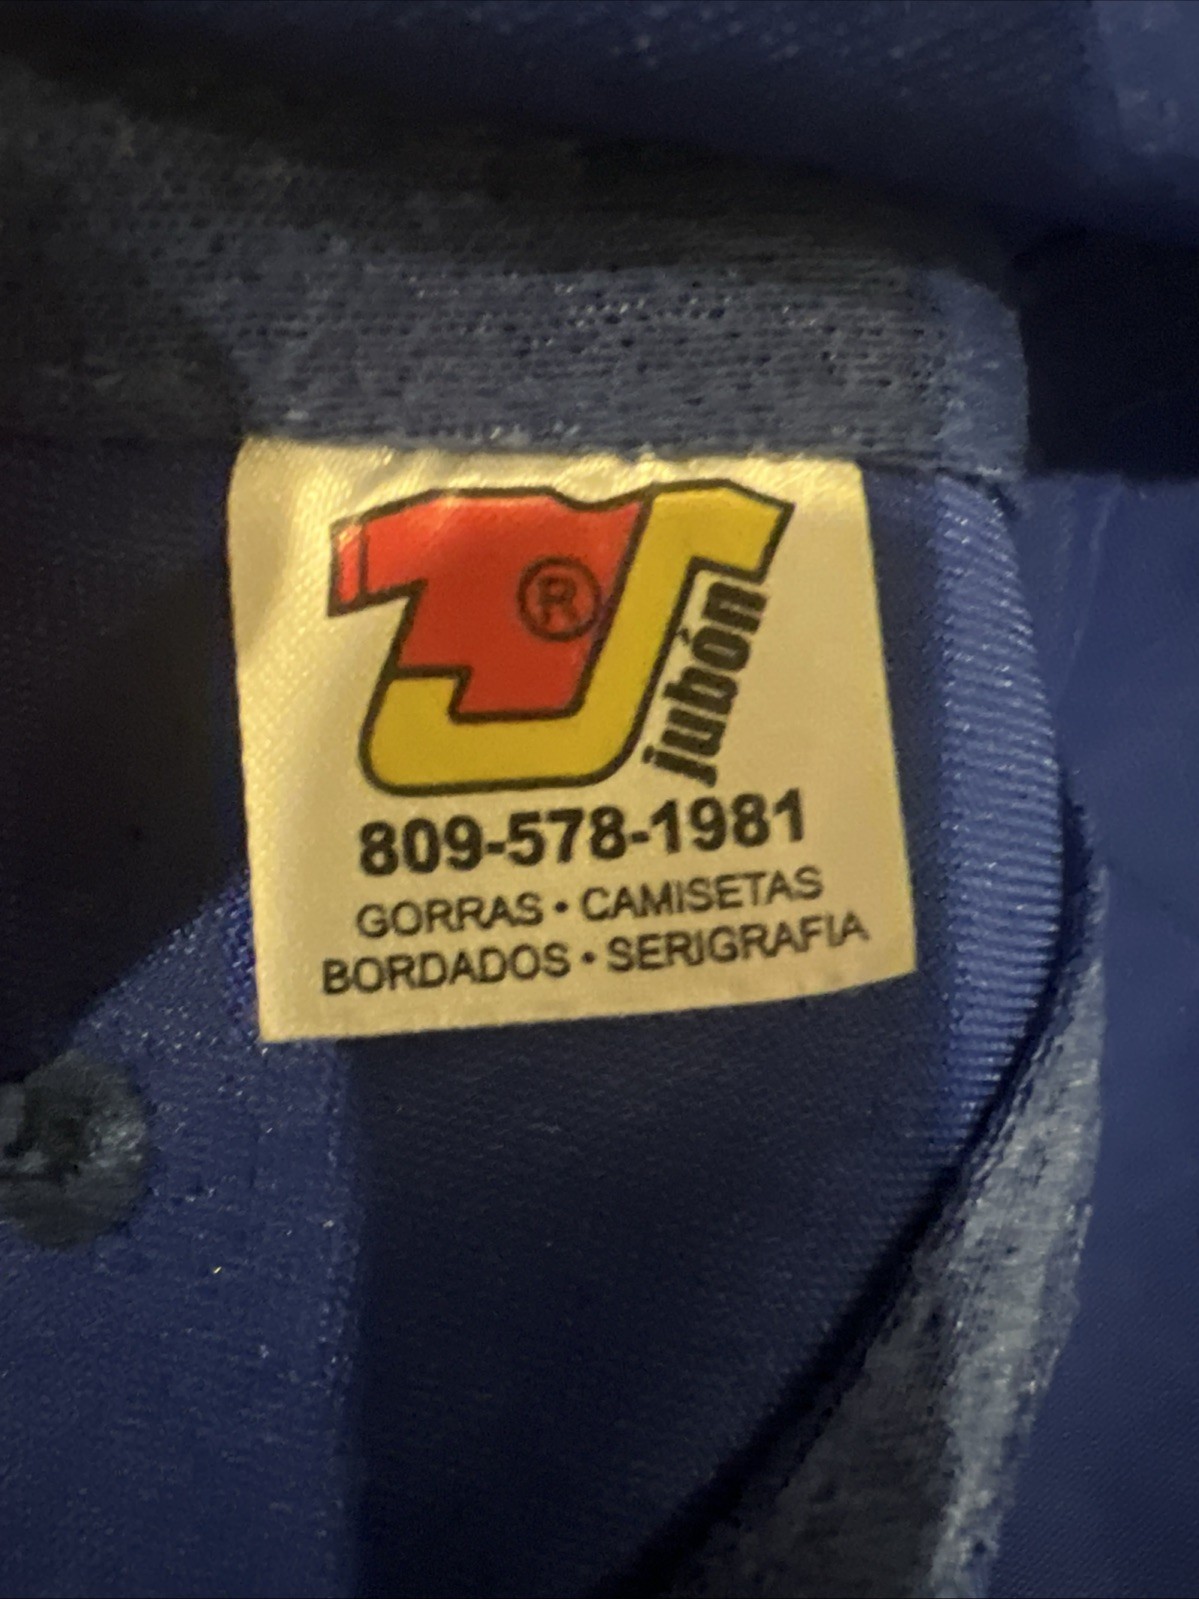 ®
jubón
809-578-1981
GORRAS • CAMISETAS
BORDADOS • SERIGRAFIA